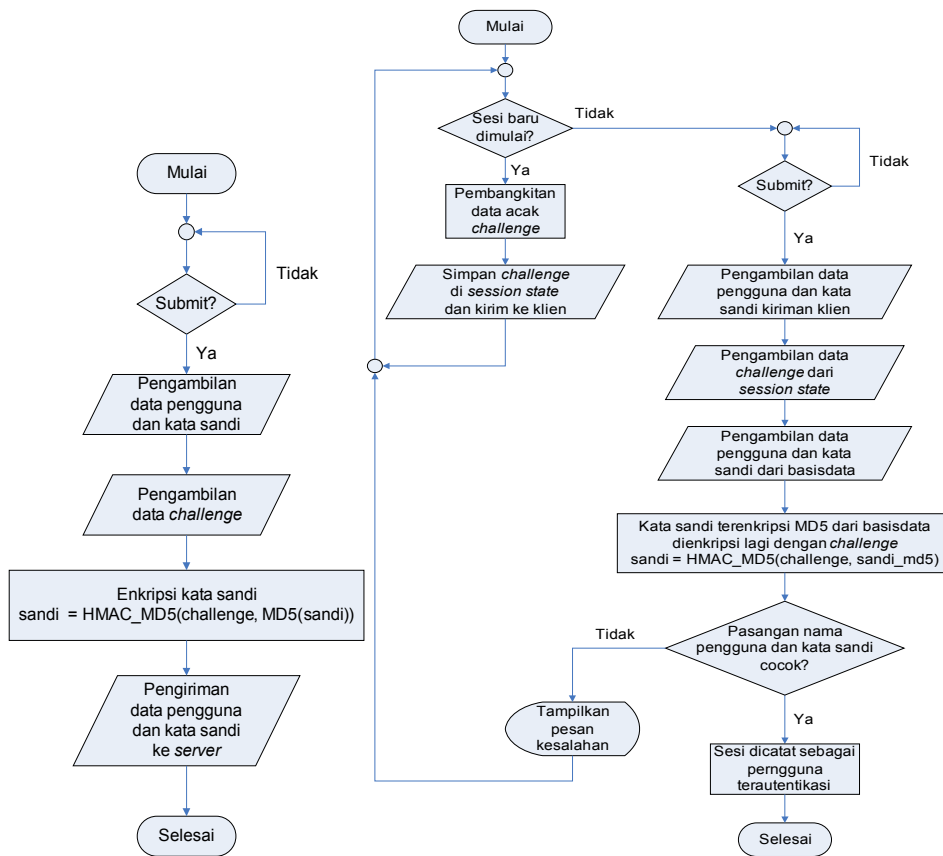 Mulai
Submit?
Tidak
Ya
Pengambilan
data pengguna
dan kata sandi
Pengambilan
data challenge
Enkripsi kata sandi
sandi = HMAC_MD5(challenge, MD5(sandi))
Pengiriman
data pengguna
dan kata sandi
ke server
Selesai
Mulai
Sesi baru
dimulai?
Tidak
Ya
Pembangkitan
data acak
challenge
Simpan challenge
di session state
dan kirim ke klien
Tidak
Submit?
Ya
Pengambilan data
pengguna dan kata
sandi kiriman klien
Pengambilan data
challenge dari
session state
Pengambilan data
pengguna dan kata
sandi dari basisdata
Kata sandi terenkripsi MD5 dari basisdata
dienkripsi lagi dengan challenge
sandi = HMAC_MD5(challenge, sandi_md5)
Pasangan nama
pengguna dan kata sandi
cocok?
Tidak
Tampilkan
pesan
kesalahan
Ya
Sesi dicatat sebagai
perngguna
terautentikasi
Selesai